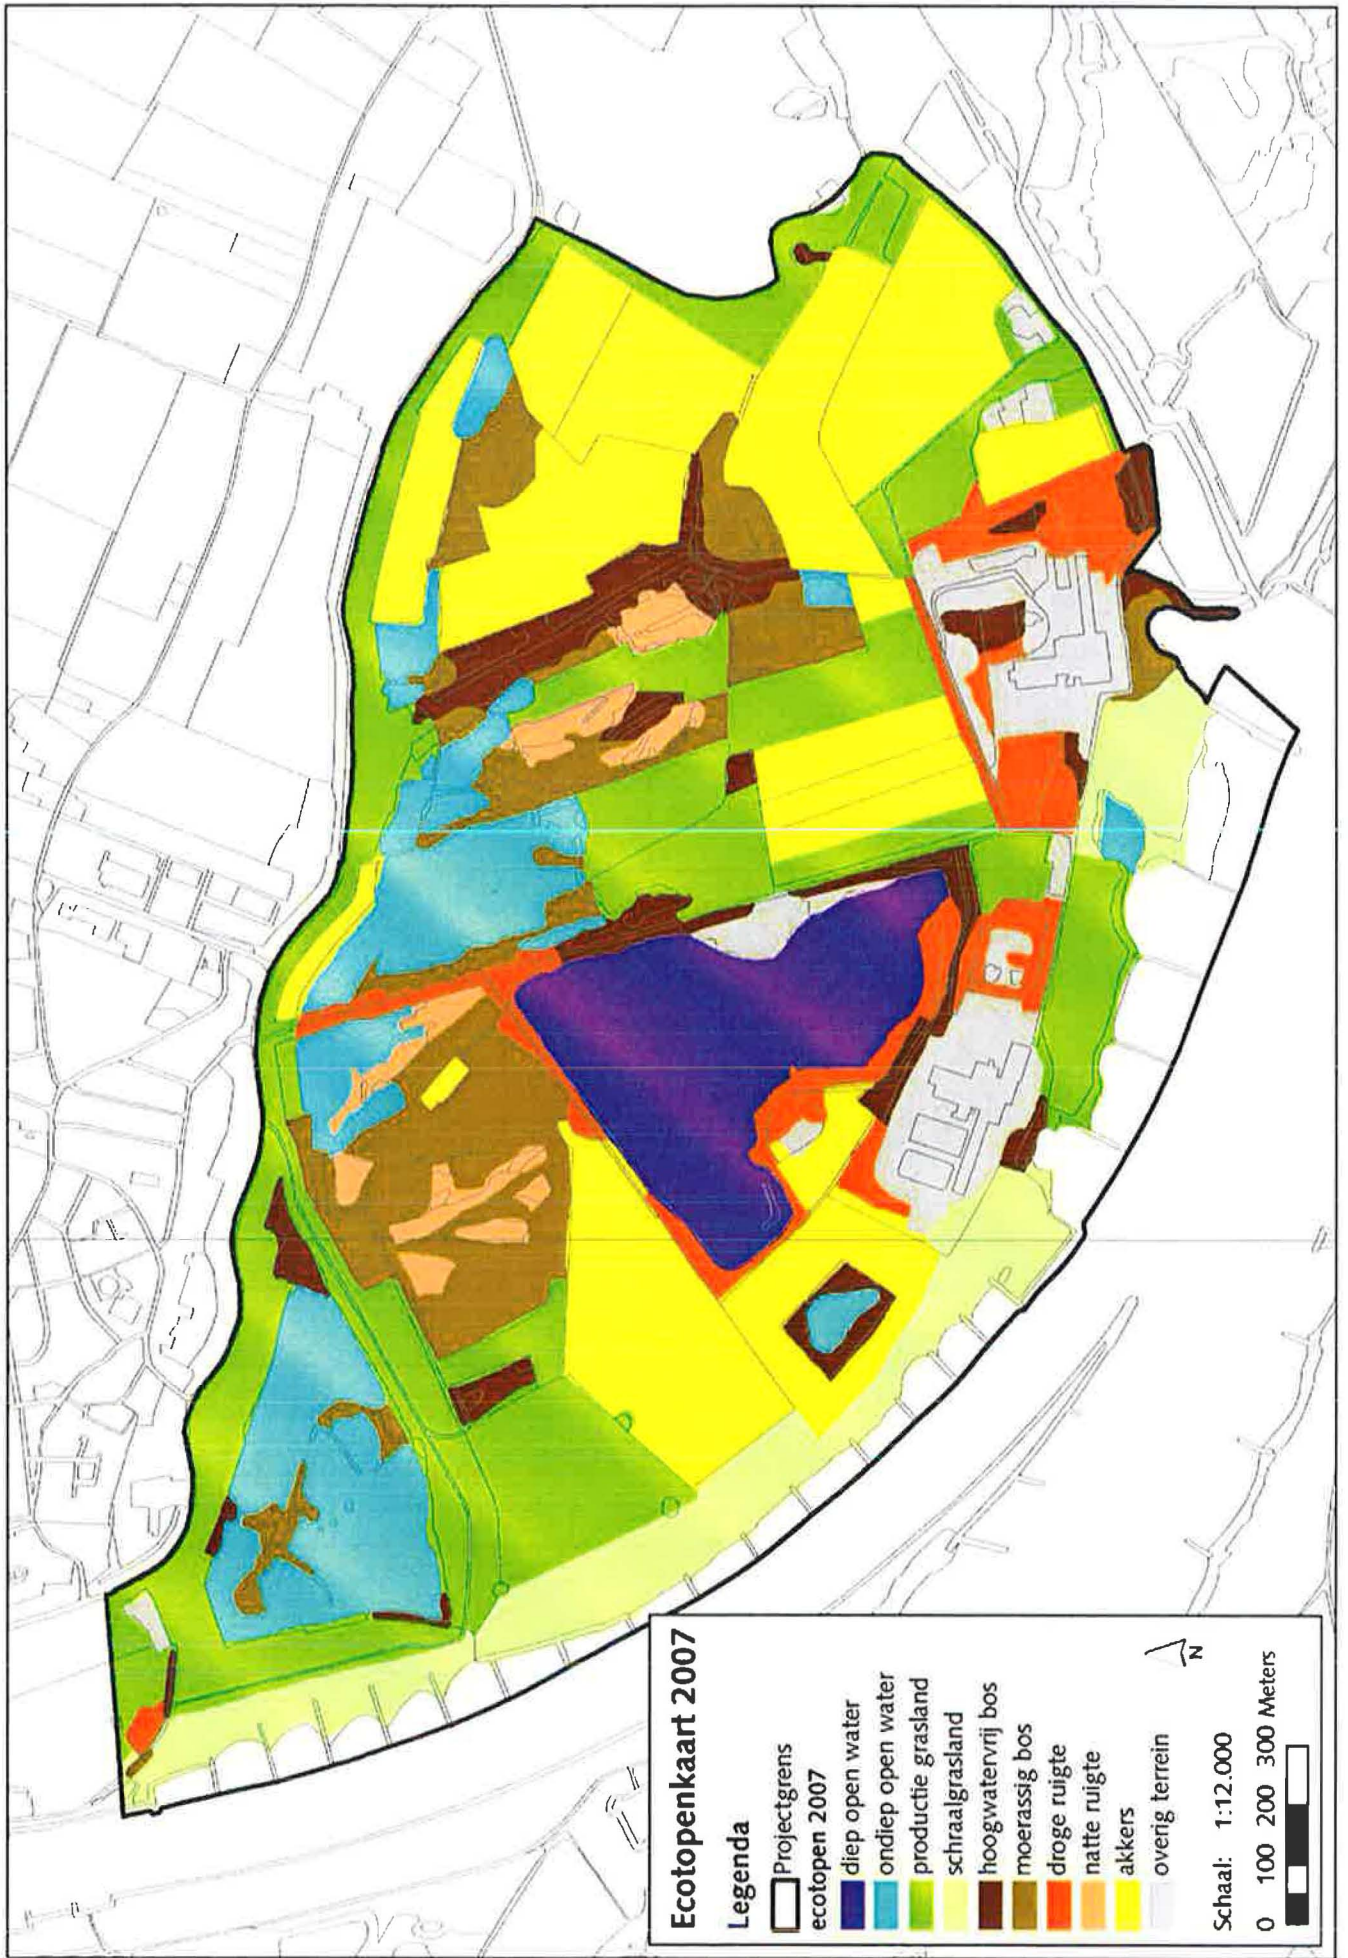 Ecotopenkaart 2007
Legenda
Projectgrens
ecotopen 2007
diep open water
ondiep open water
productie grasland
schraalgrasland
hoogwatervrij bos
moerassig bos
droge ruigte
natte ruigte
akkers
overig terrein
N
Schaal: 1:12.000
0 100 200 300 Meters